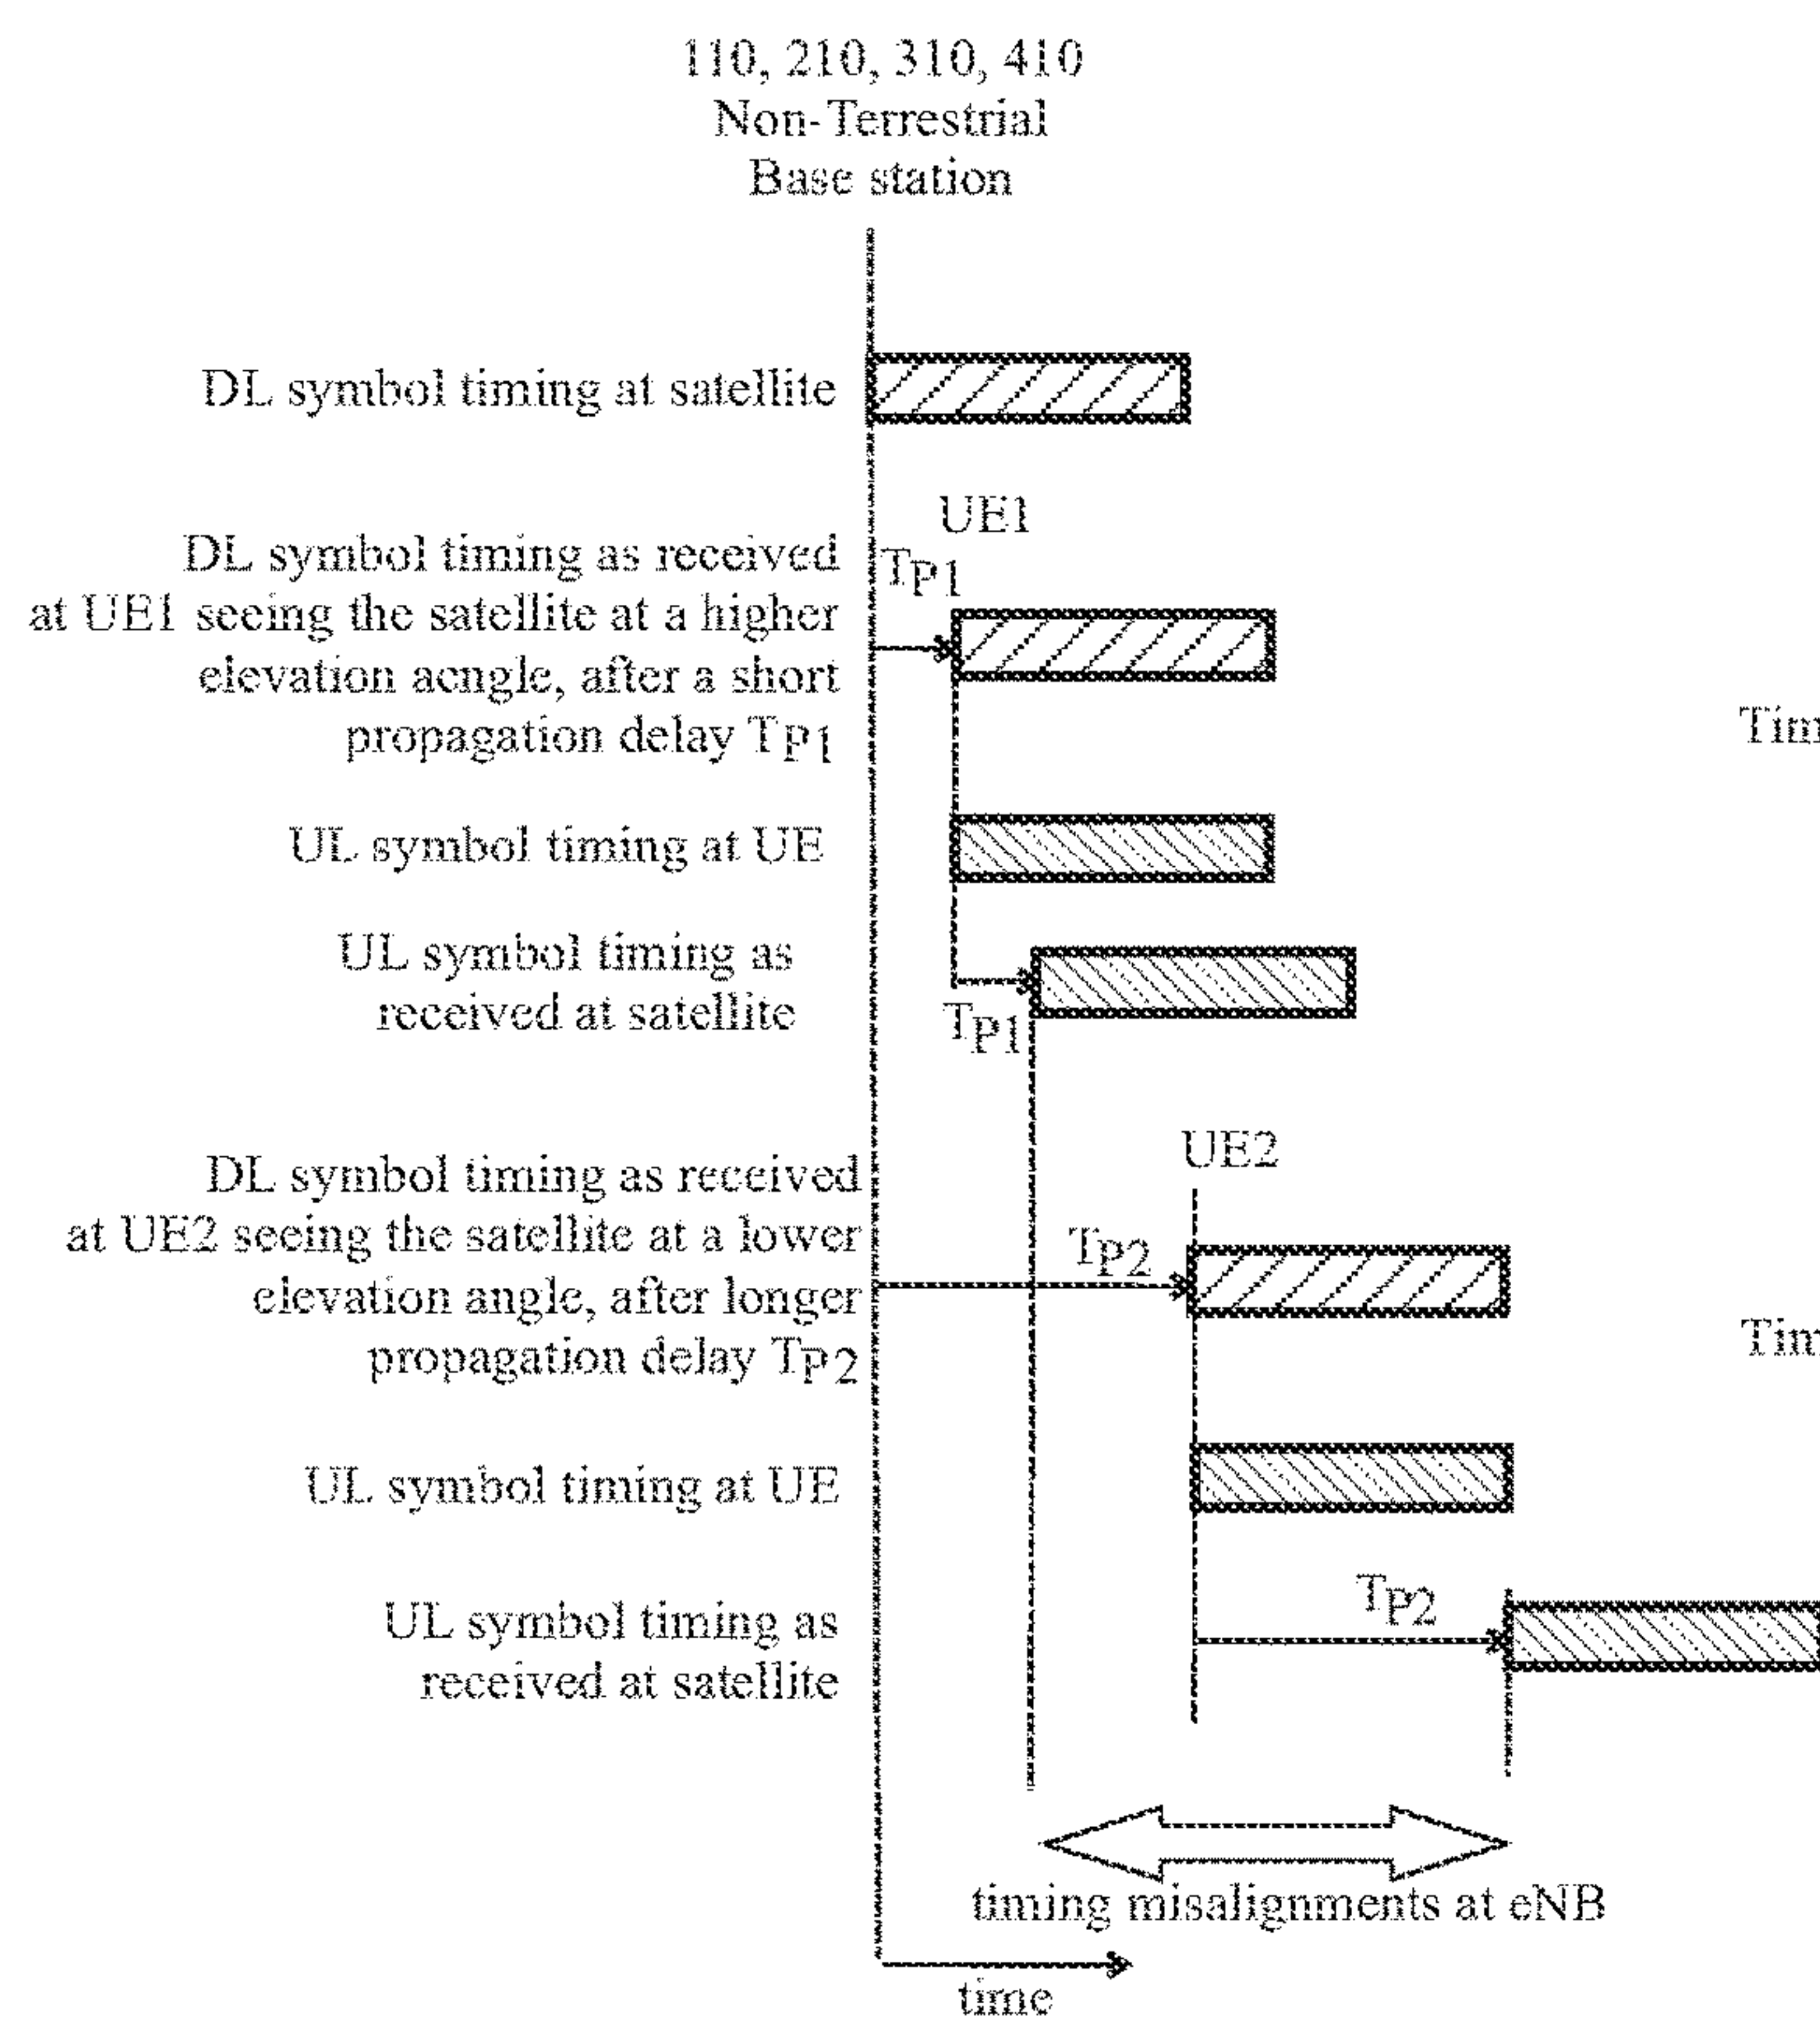 110, 210, 310, 410
Non-Terrestrial
Base station
DL symbol timing at satellite
UE1
DL symbol timing as received
at UE1 seeing the satellite at a higher
elevation acngle, after a short
propagation delay TP1
TP1
UL symbol timing at UE
UL symbol timing as
received at satellite
TP1
UE2
DL symbol timing as received
at UE2 seeing the satellite at a lower
elevation angle, after longer
propagation delay TP2
TP2
UL symbol timing at UE
UL symbol timing as
received at satellite
TP2
timing misalignments at eNB
time